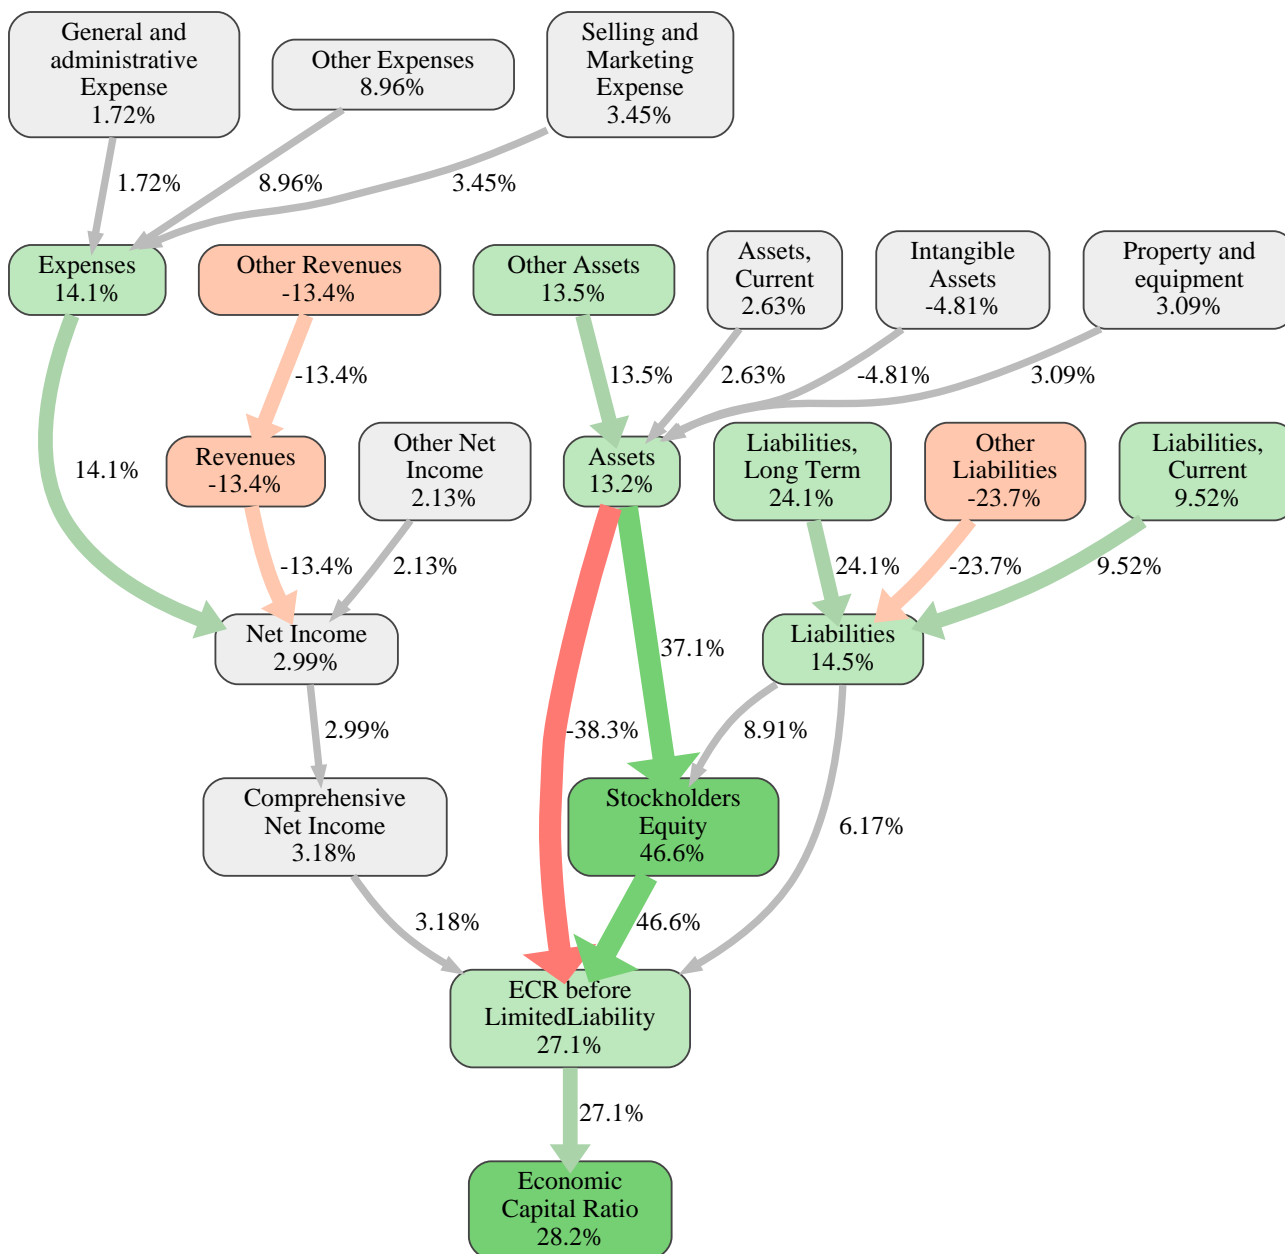 General and
administrative
Expense
1.72%
Other Expenses
8.96%
Selling and
Marketing
Expense
3.45%
1.72%
8.96%
3.45%
Expenses
14.1%
Other Revenues
-13.4%
Other Assets
13.5%
Assets,
Current
2.63%
Intangible
Assets
-4.81%
Property and
equipment
3.09%
-13.4%
13.5%
2.63%
-4.81%
3.09%
14.1%
Revenues
-13.4%
Other Net
Income
2.13%
Assets
13.2%
Liabilities,
Long Term
24.1%
Other
Liabilities
-23.7%
Liabilities,
Current
9.52%
-13.4%
2.13%
24.1%
-23.7%
9.52%
Net Income
2.99%
37.1%
Liabilities
14.5%
2.99%
-38.3%
8.91%
Comprehensive
Net Income
3.18%
Stockholders
Equity
46.6%
6.17%
3.18%
46.6%
ECR before
LimitedLiability
27.1%
27.1%
Economic
Capital Ratio
28.2%